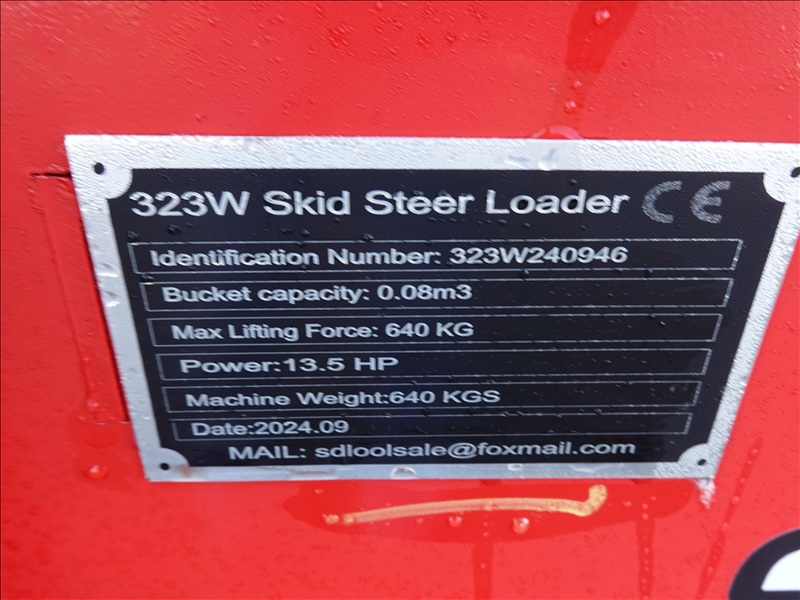 323W Skid Steer Loader CE
Identification Number: 323W240946
Bucket capacity: 0.08m3
Max Lifting Force: 640 KG
Power:13.5 HP
Machine Weight:640 KGS
Date:2024.09
MAIL: sdloolsale@foxmail.com